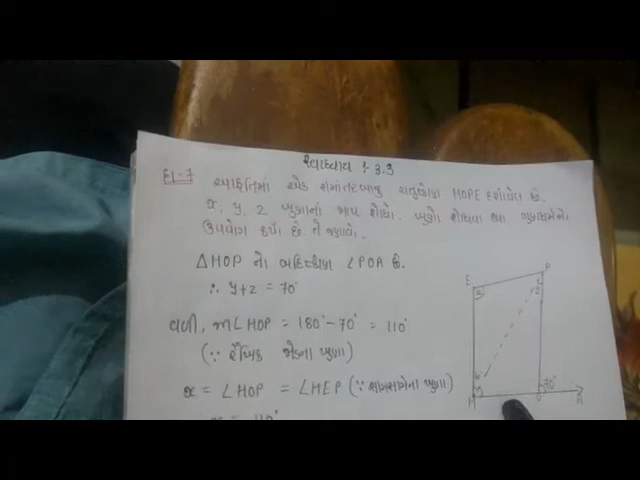 સ્વાધ્યાય :- 3.3
દા-7 આકૃતિમાં એક સમાંતરબાજુ ચતુષ્કોણ HOPE દર્શાવેલ છે.
x, y, z ખુણાનાં માપ શોધો. ખુણો શોધવા કયા ગુણધર્મનો
ઉપયોગ કર્યો છે તે જણાવો.
ΔHOP નો બહિષ્કોણ ∠POA છે.
∴ y+z = 70°
વળી, m∠HOP = 180° - 70° = 110°
(∵ રૈખિક જોડના ખુણા)
x = ∠HOP = ∠HEP (∵ સામસામેના ખુણા)
E
P
x
z
70°
H
O
A